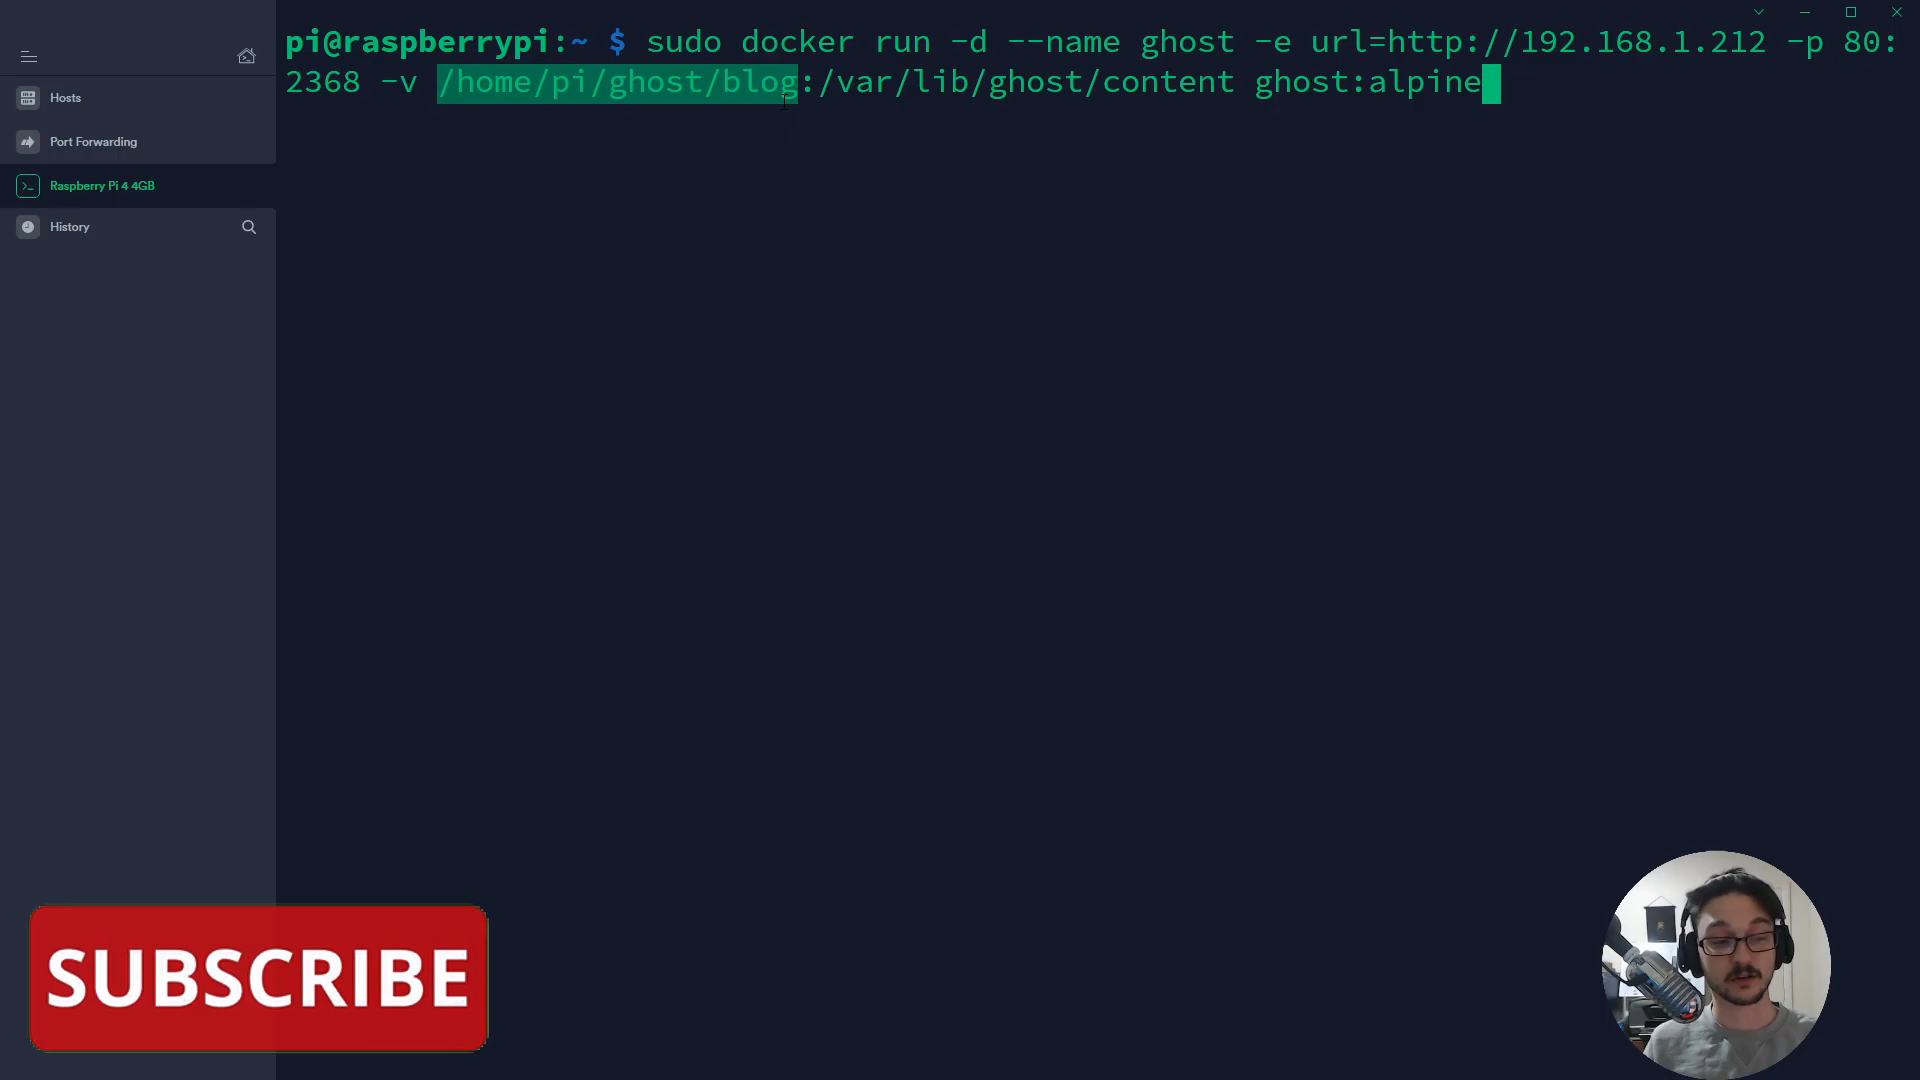 pi@raspberrypi:~ $ sudo docker run -d --name ghost -e url=http://192.168.1.212 -p 80:
2368 -v /home/pi/ghost/blog:/var/lib/ghost/content ghost:alpine
Hosts
Port Forwarding
Raspberry Pi 4 4GB
History
SUBSCRIBE